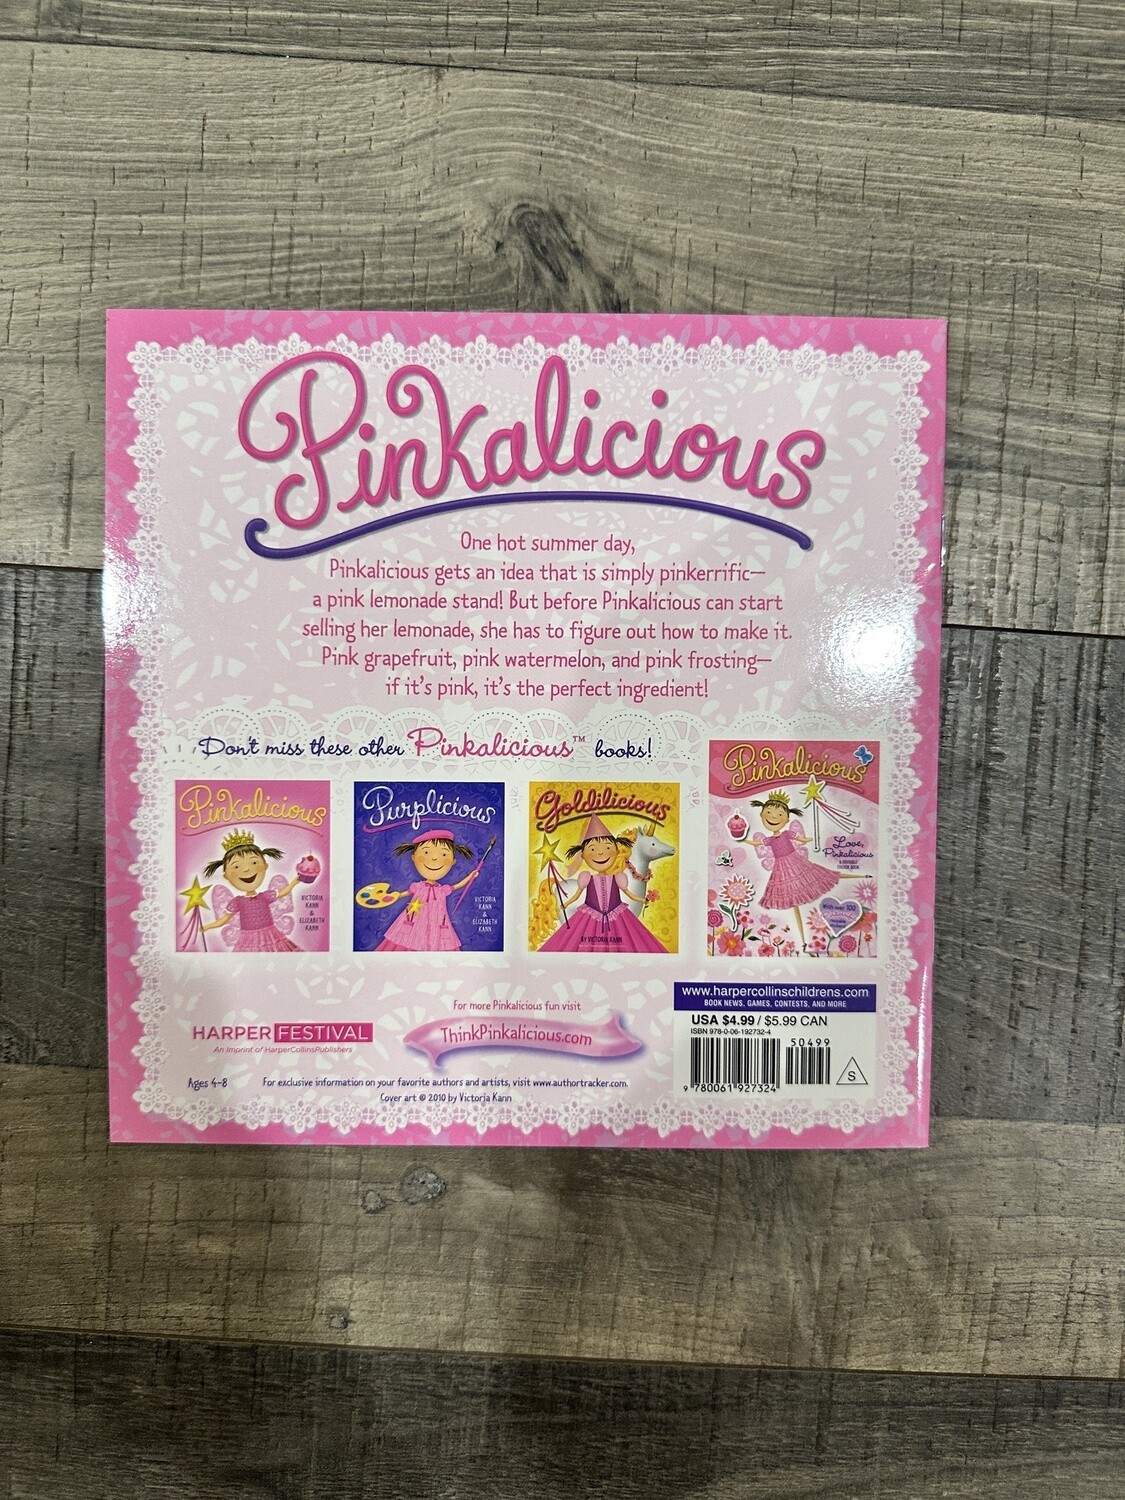 Pinkalicious
One hot summer day,
Pinkalicious gets an idea that is simply pinkerrific—
a pink lemonade stand! But before Pinkalicious can start
selling her lemonade, she has to figure out how to make it.
Pink grapefruit, pink watermelon, and pink frosting—
if it's pink, it's the perfect ingredient!
Don't miss these other Pinkalicious™ books!
Pinkalicious
VICTORIA
KANN
&
ELIZABETH
KANN
Purplicious
VICTORIA
KANN
&
ELIZABETH
KANN
Goldilicious
BY VICTORIA KANN
Pinkalicious
Love,
Pinkalicious
With over 100
www.harpercollinschildrens.com
BOOK NEWS, GAMES, CONTESTS, AND MORE
USA $4.99 / $5.99 CAN
ISBN 978-0-06-192732-4
50499
9 780061 927324
S
HARPER FESTIVAL
An Imprint of HarperCollinsPublishers
For more Pinkalicious fun visit
ThinkPinkalicious.com
Ages 4–8
For exclusive information on your favorite authors and artists, visit www.authortracker.com.
Cover art © 2010 by Victoria Kann